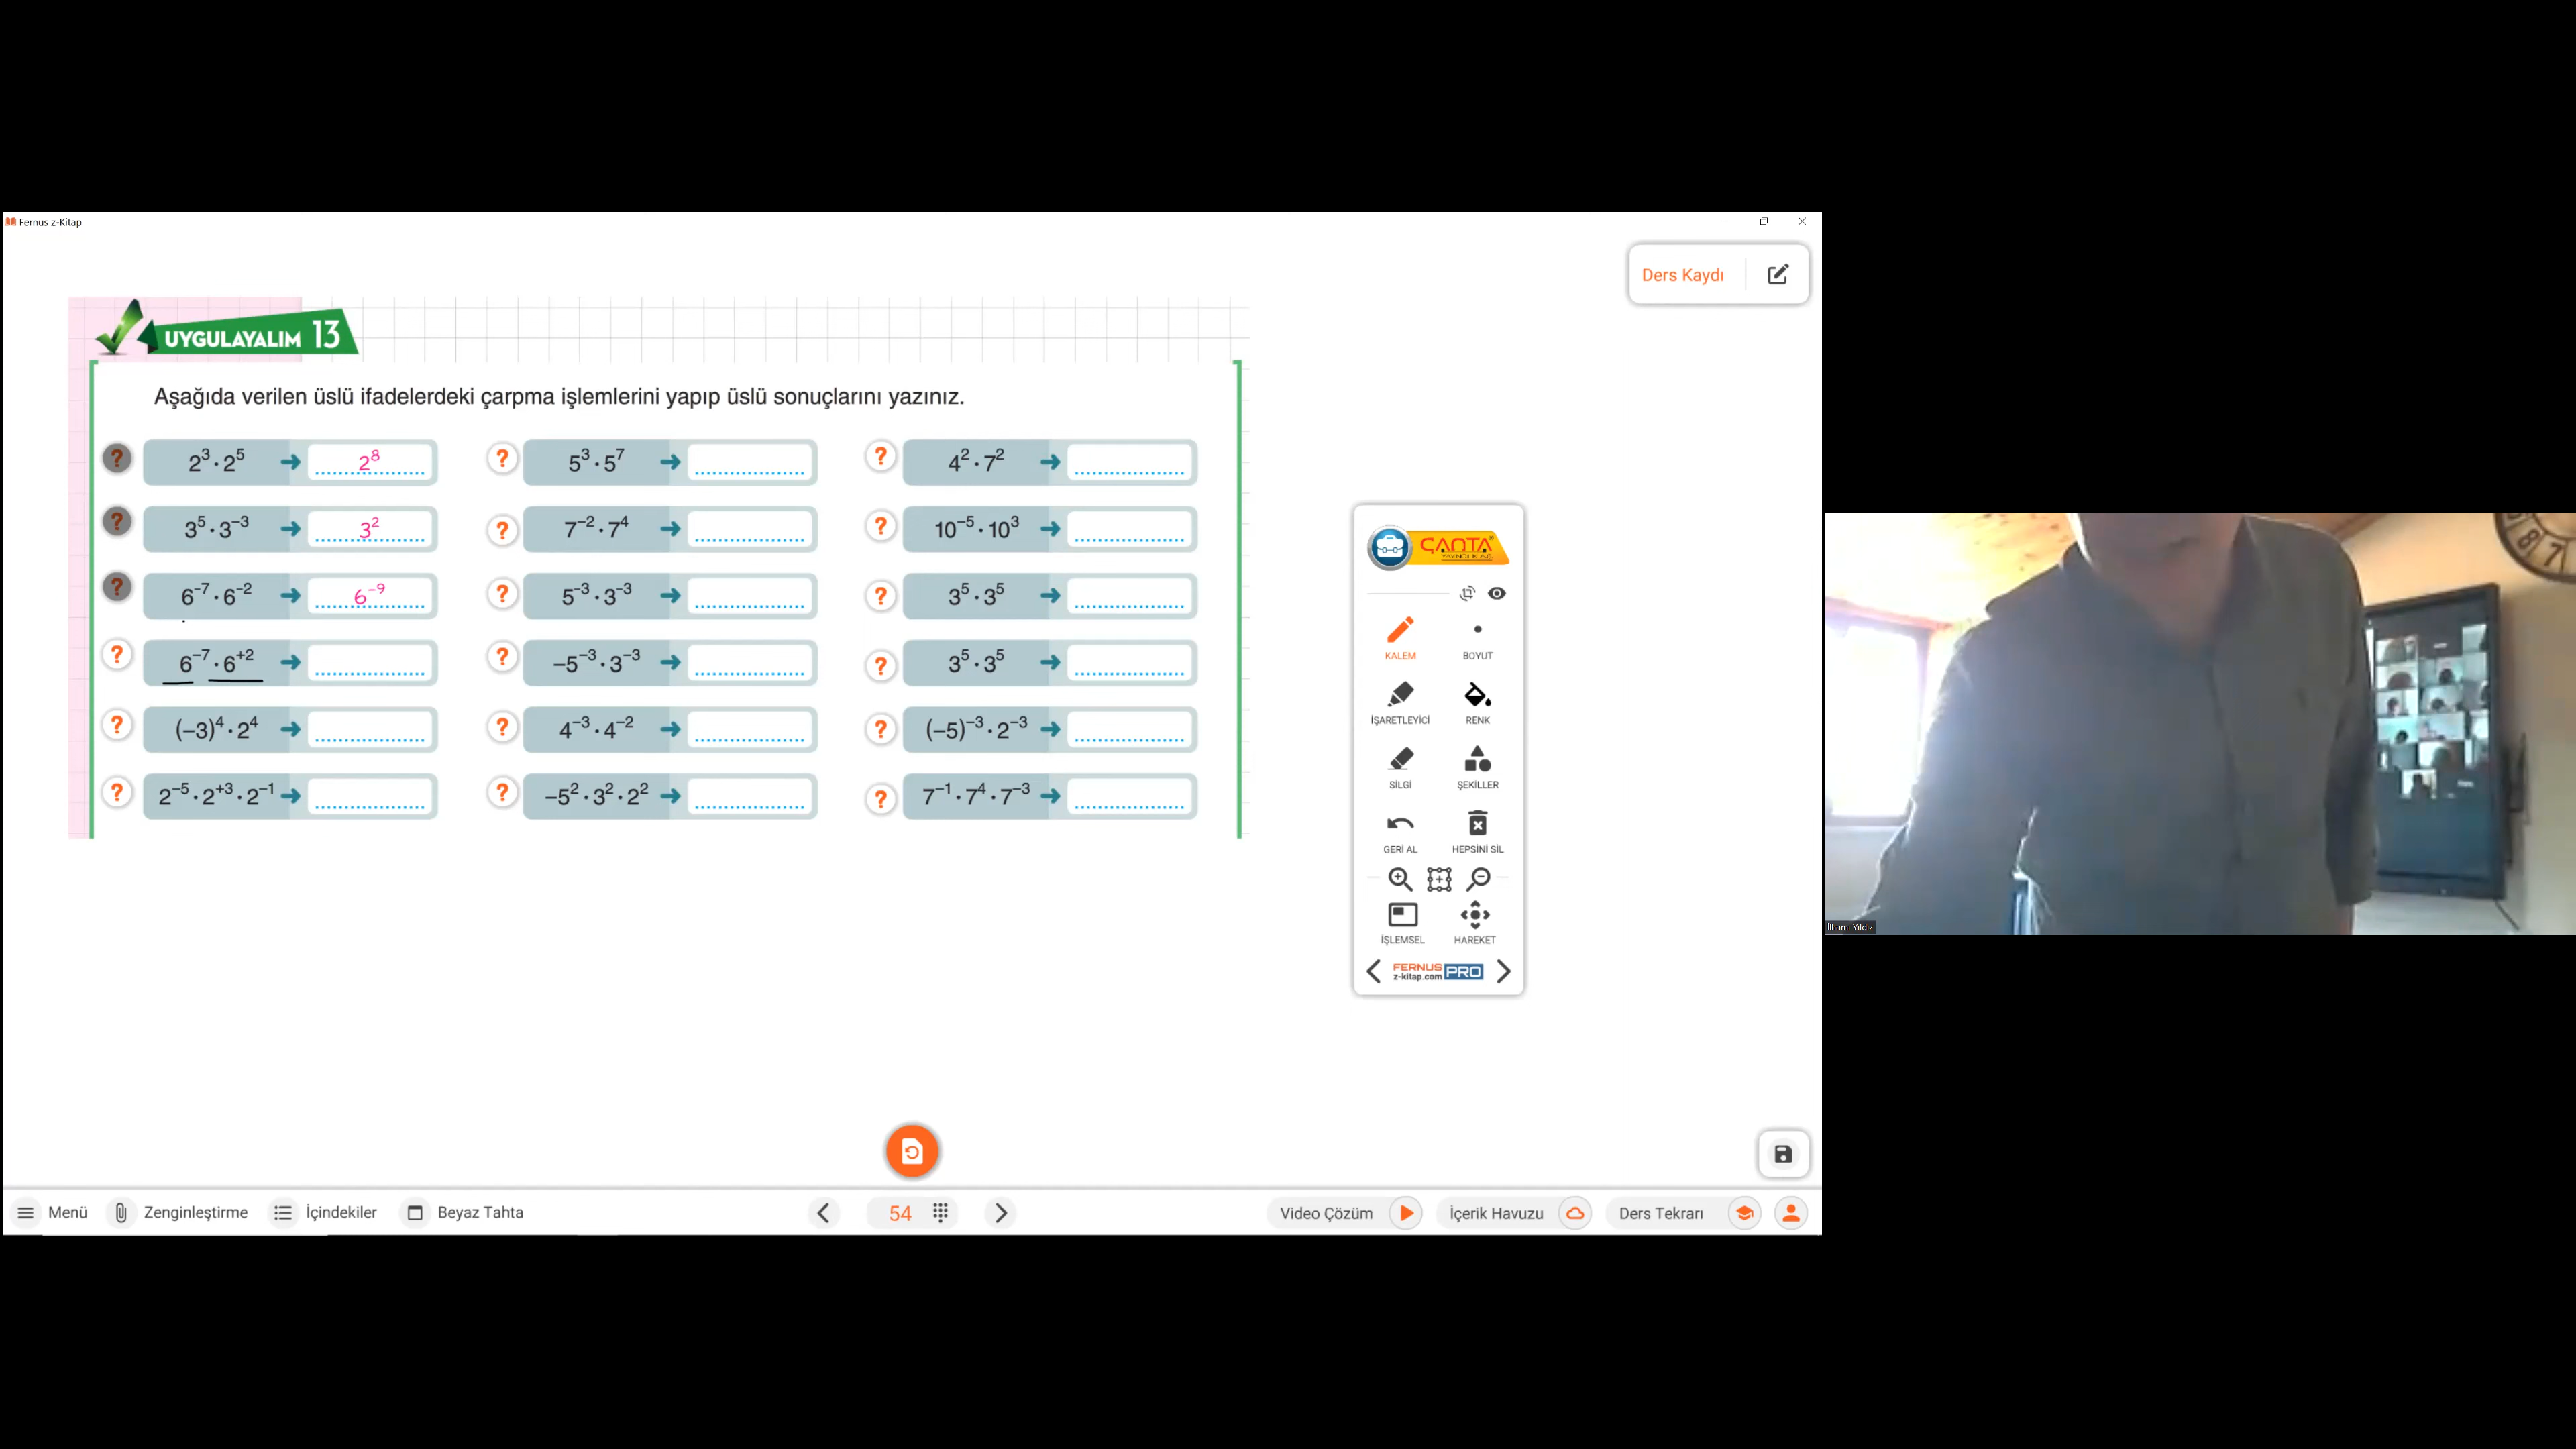 Fernus z-Kitap
Ders Kaydı
UYGULAYALIM 13
Aşağıda verilen üslü ifadelerdeki çarpma işlemlerini yapıp üslü sonuçlarını yazınız.
? 2³ · 2⁵ → 2⁸ ? 5³ · 5⁷ → ? 4² · 7² →
? 3⁵ · 3⁻³ → 3² ? 7⁻² · 7⁴ → ? 10⁻⁵ · 10³ →
? 6⁻⁷ · 6⁻² → 6⁻⁹ ? 5⁻³ · 3⁻³ → ? 3⁵ · 3⁵ →
? 6⁻⁷ · 6⁺² → ? –5⁻³ · 3⁻³ → ? 3⁵ · 3⁵ →
? (–3)⁴ · 2⁴ → ? 4⁻³ · 4⁻² → ? (–5)⁻³ · 2⁻³ →
? 2⁻⁵ · 2⁺³ · 2⁻¹ → ? –5² · 3² · 2² → ? 7⁻¹ · 7⁴ · 7⁻³ →
ÇANTA
YAYINCILIK AŞ.
KALEM BOYUT
İŞARETLEYİCİ RENK
SİLGİ ŞEKİLLER
GERİ AL HEPSİNİ SİL
İŞLEMSEL HAREKET
FERNUS PRO
z-kitap.com
Menü Zenginleştirme İçindekiler Beyaz Tahta 54 Video Çözüm İçerik Havuzu Ders Tekrarı
İlhami Yıldız
8 7